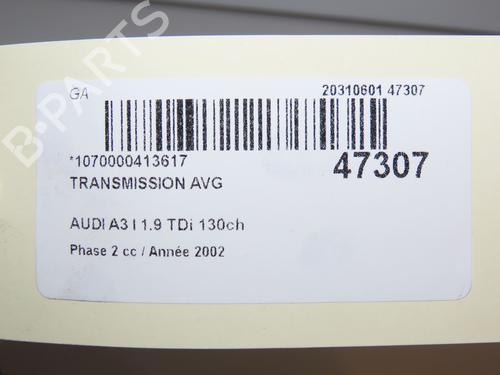 B-PARTS
GA
20310601 47307
*1070000413617
47307
TRANSMISSION AVG
AUDI A3 I 1.9 TDi 130ch
Phase 2 cc / Année 2002